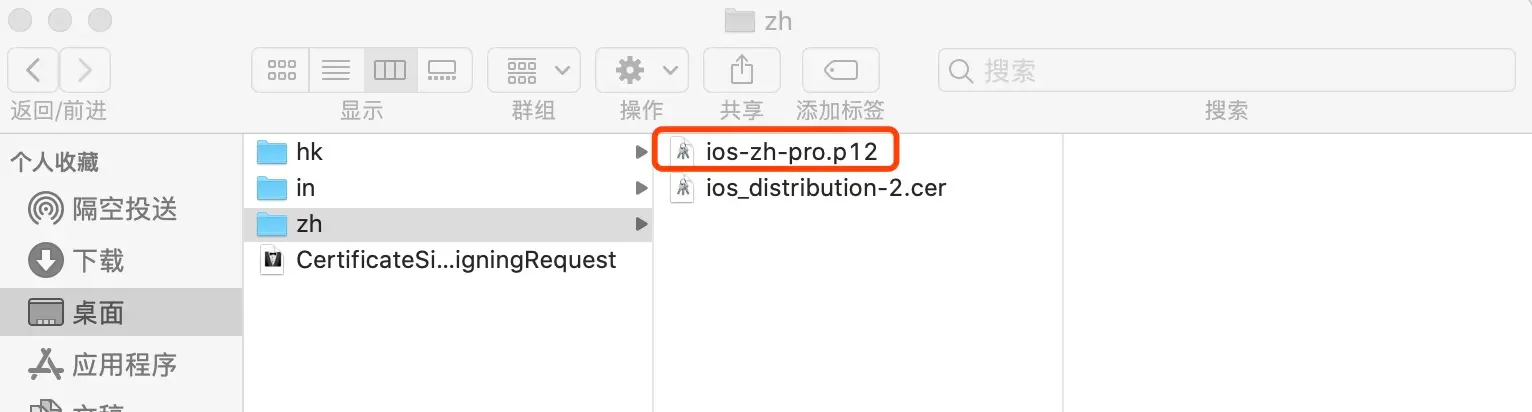 zh
搜索
返回/前进
显示
群组
操作
共享
添加标签
搜索
个人收藏
隔空投送
下载
桌面
应用程序
文稿
hk
in
zh
CertificateSi...igningRequest
ios-zh-pro.p12
ios_distribution-2.cer